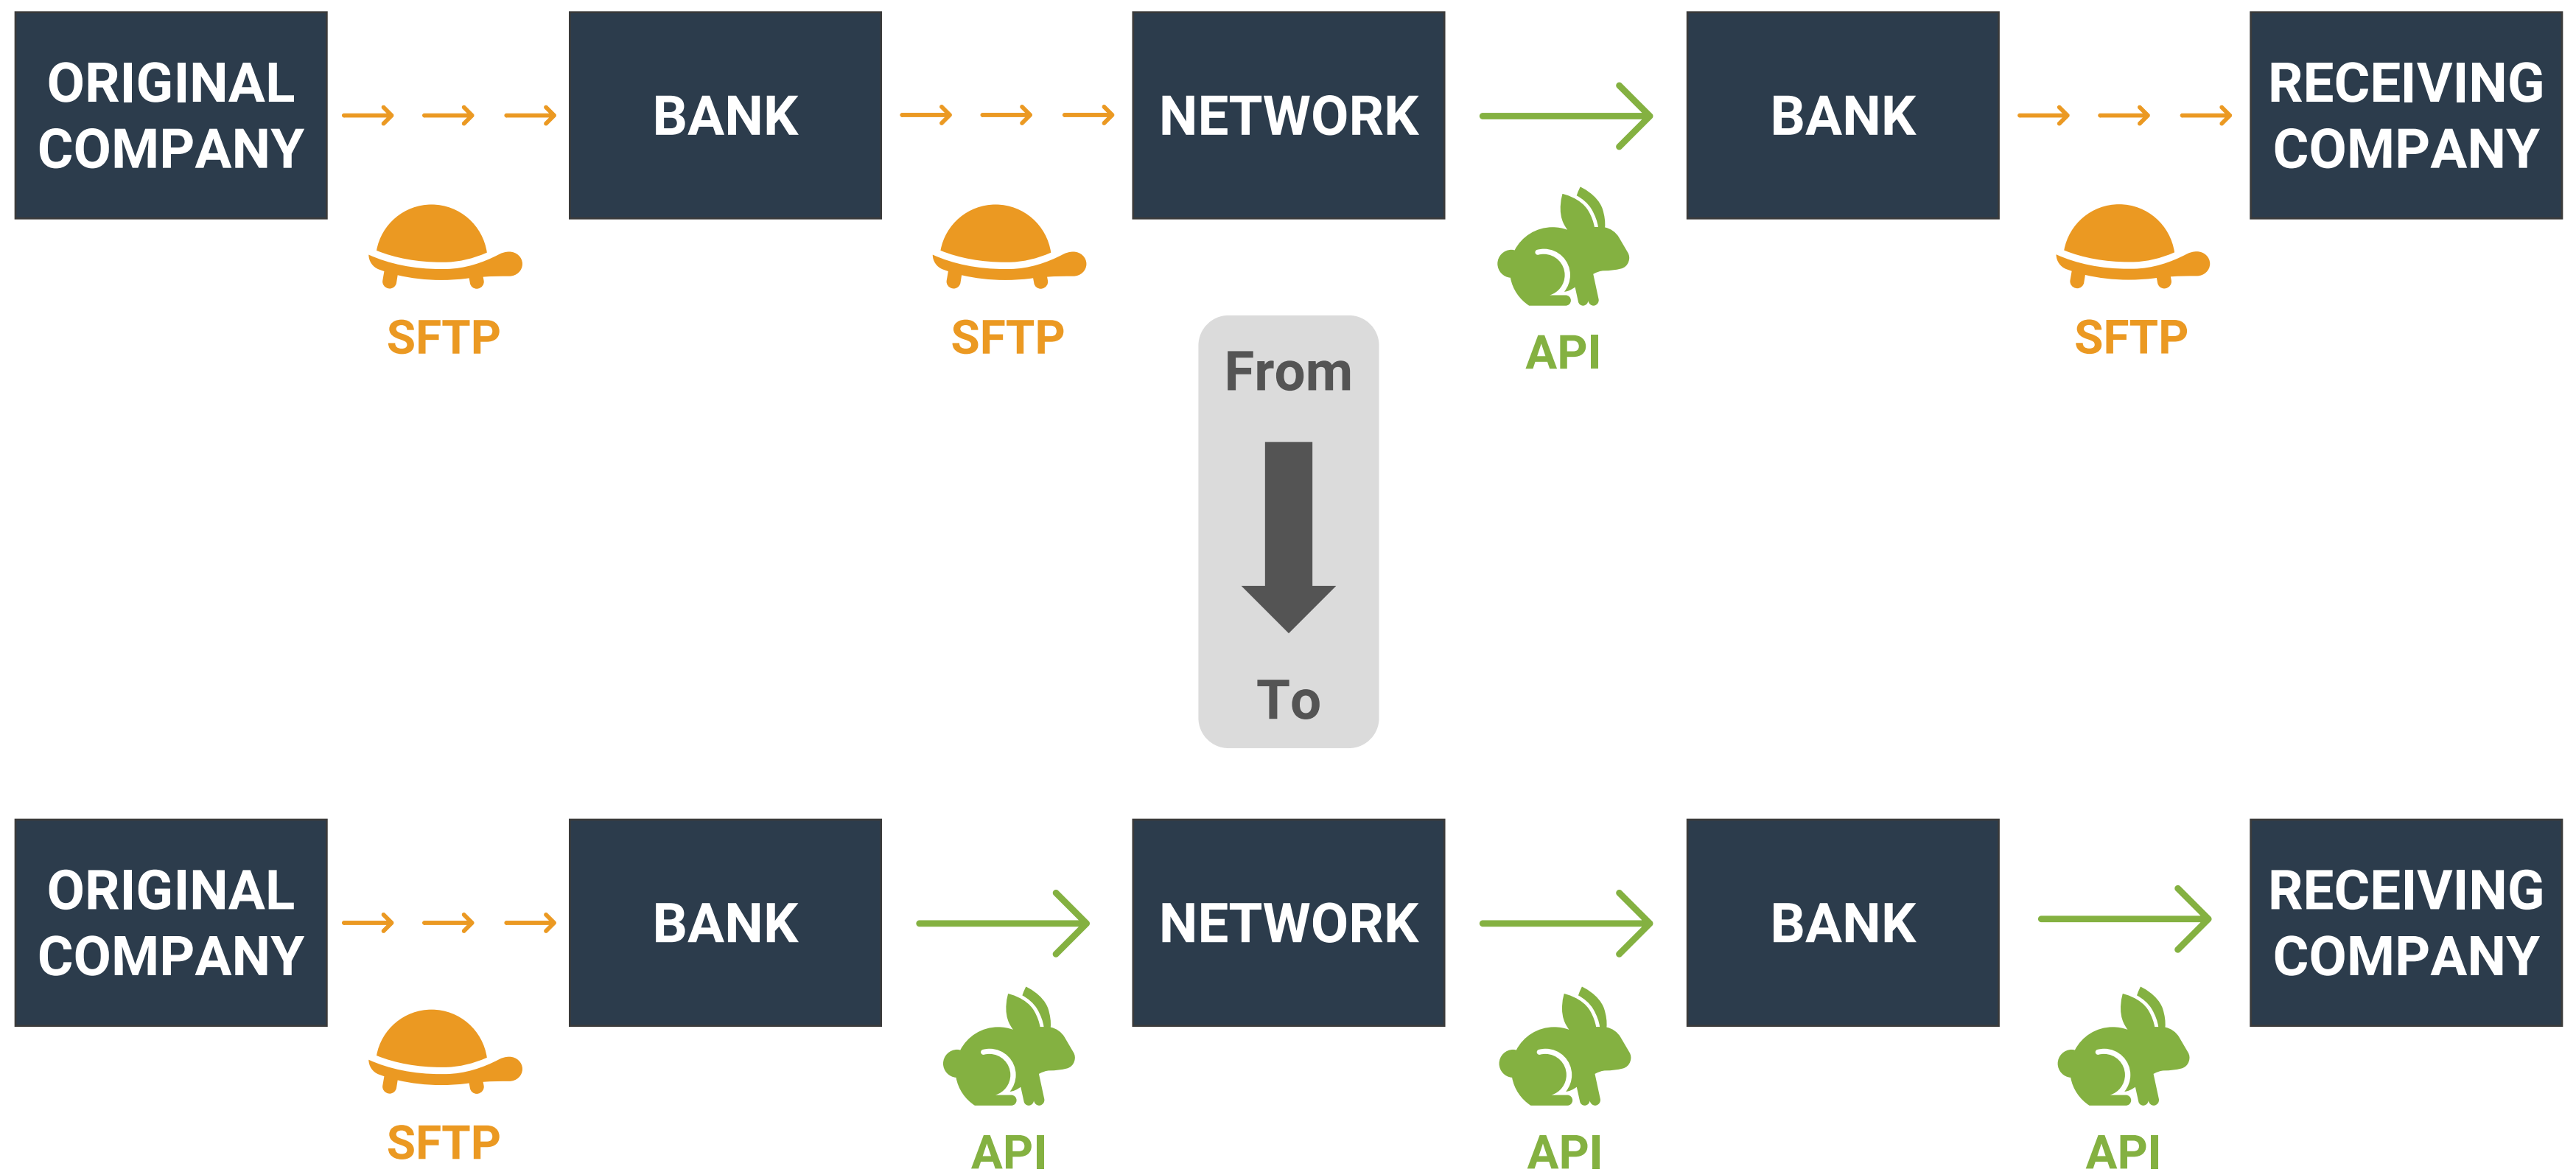 ORIGINAL
COMPANY
BANK
NETWORK
BANK
RECEIVING
COMPANY
SFTP
SFTP
API
SFTP
From
To
ORIGINAL
COMPANY
BANK
NETWORK
BANK
RECEIVING
COMPANY
SFTP
API
API
API